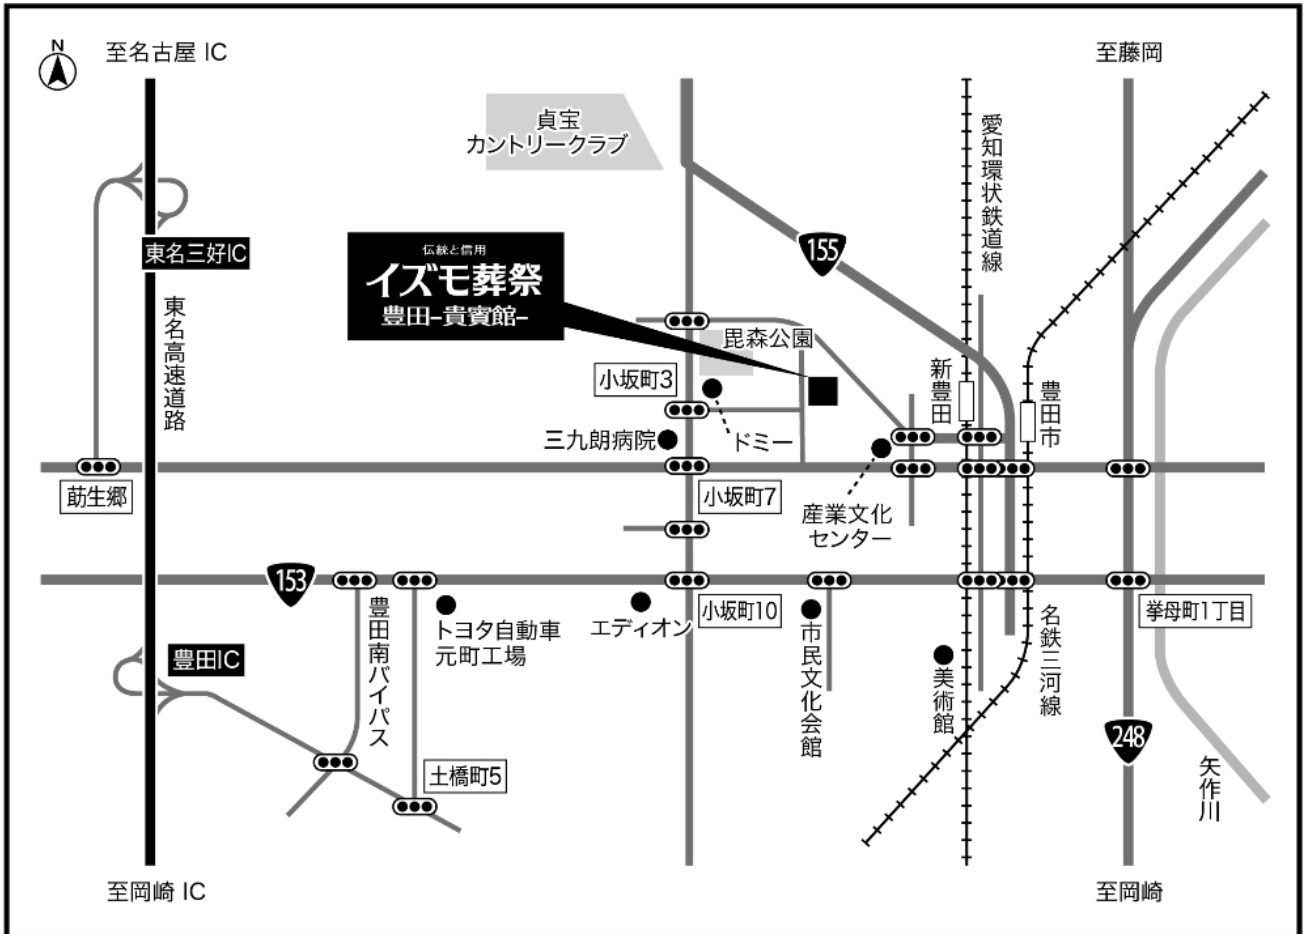 N
至名古屋 IC
至藤岡
貞宝
カントリークラブ
愛知環状鉄道線
155
東名三好IC
伝統と信用
イズモ葬祭
豊田−貴賓館−
東名高速道路
毘森公園
小坂町3
新豊田
豊田市
三九朗病院
ドミー
莇生郷
小坂町7
産業文化
センター
153
豊田南バイパス
トヨタ自動車
元町工場
エディオン
小坂町10
市民文化会館
名鉄三河線
挙母町1丁目
豊田IC
美術館
248
土橋町5
矢作川
至岡崎 IC
至岡崎